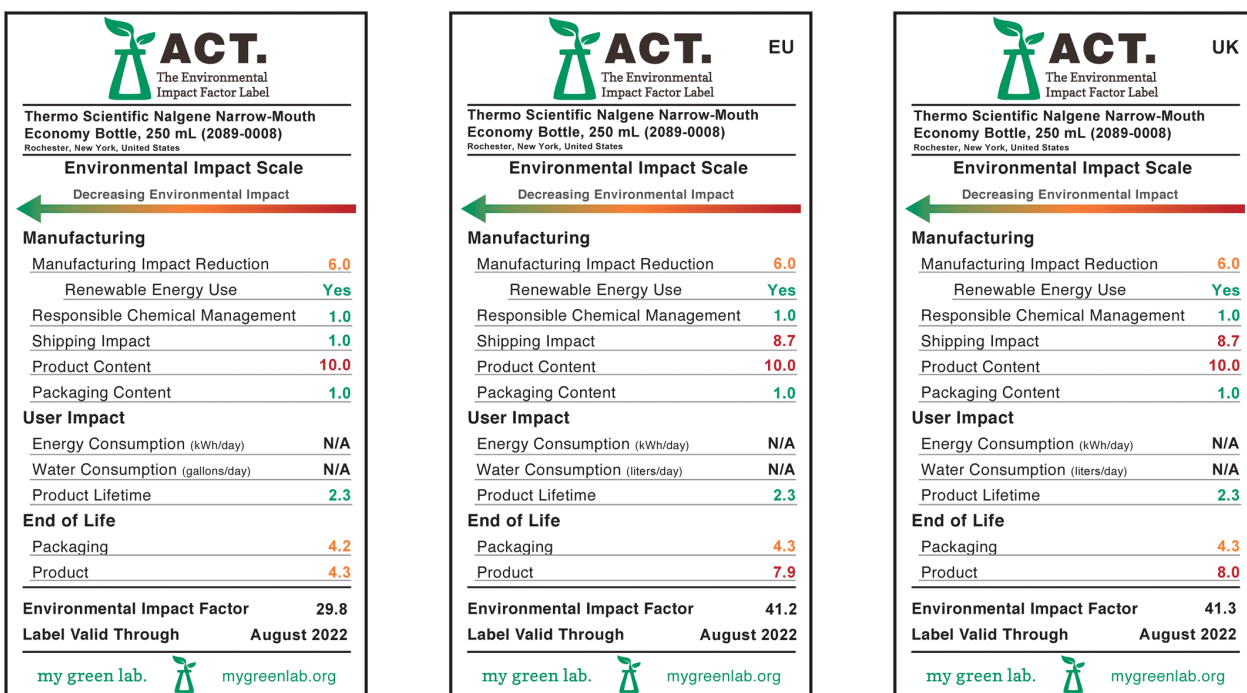 ACT.
The Environmental
Impact Factor Label
Thermo Scientific Nalgene Narrow-Mouth
Economy Bottle, 250 mL (2089-0008)
Rochester, New York, United States
Environmental Impact Scale
Decreasing Environmental Impact
Manufacturing
Manufacturing Impact Reduction 6.0
Renewable Energy Use Yes
Responsible Chemical Management 1.0
Shipping Impact 1.0
Product Content 10.0
Packaging Content 1.0
User Impact
Energy Consumption (kWh/day) N/A
Water Consumption (gallons/day) N/A
Product Lifetime 2.3
End of Life
Packaging 4.2
Product 4.3
Environmental Impact Factor 29.8
Label Valid Through August 2022
my green lab. mygreenlab.org
ACT. EU
The Environmental
Impact Factor Label
Thermo Scientific Nalgene Narrow-Mouth
Economy Bottle, 250 mL (2089-0008)
Rochester, New York, United States
Environmental Impact Scale
Decreasing Environmental Impact
Manufacturing
Manufacturing Impact Reduction 6.0
Renewable Energy Use Yes
Responsible Chemical Management 1.0
Shipping Impact 8.7
Product Content 10.0
Packaging Content 1.0
User Impact
Energy Consumption (kWh/day) N/A
Water Consumption (liters/day) N/A
Product Lifetime 2.3
End of Life
Packaging 4.3
Product 7.9
Environmental Impact Factor 41.2
Label Valid Through August 2022
my green lab. mygreenlab.org
ACT. UK
The Environmental
Impact Factor Label
Thermo Scientific Nalgene Narrow-Mouth
Economy Bottle, 250 mL (2089-0008)
Rochester, New York, United States
Environmental Impact Scale
Decreasing Environmental Impact
Manufacturing
Manufacturing Impact Reduction 6.0
Renewable Energy Use Yes
Responsible Chemical Management 1.0
Shipping Impact 8.7
Product Content 10.0
Packaging Content 1.0
User Impact
Energy Consumption (kWh/day) N/A
Water Consumption (liters/day) N/A
Product Lifetime 2.3
End of Life
Packaging 4.3
Product 8.0
Environmental Impact Factor 41.3
Label Valid Through August 2022
my green lab. mygreenlab.org